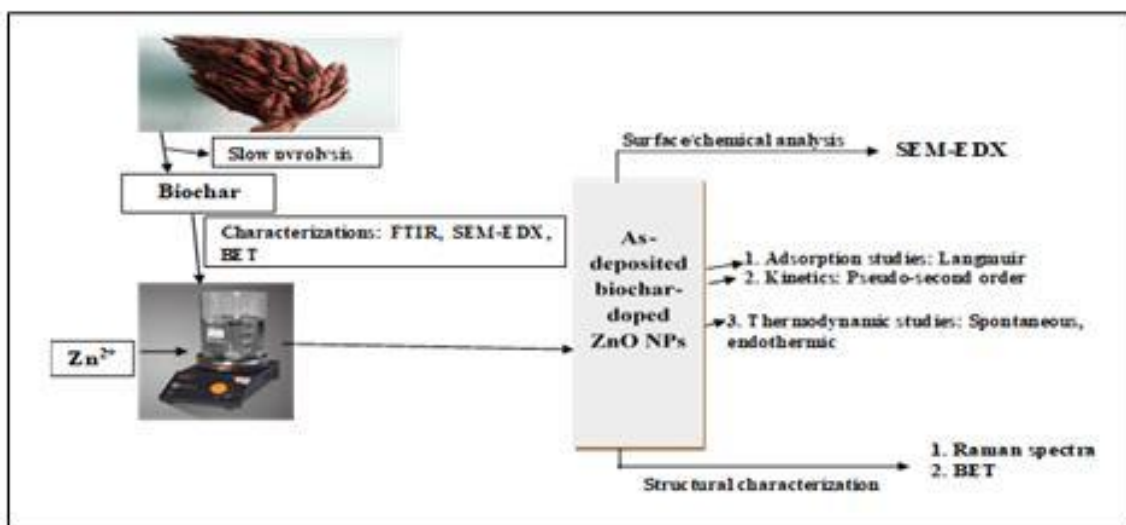 Slow pyrolysis
Biochar
Characterizations: FTIR, SEM-EDX,
BET
Zn²⁺
As-
deposited
biochar-
doped
ZnO NPs
Surface/chemical analysis
SEM-EDX
1. Adsorption studies: Langmuir
2. Kinetics: Pseudo-second order
3. Thermodynamic studies: Spontaneous,
endothermic
Structural characterization
1. Raman spectra
2. BET